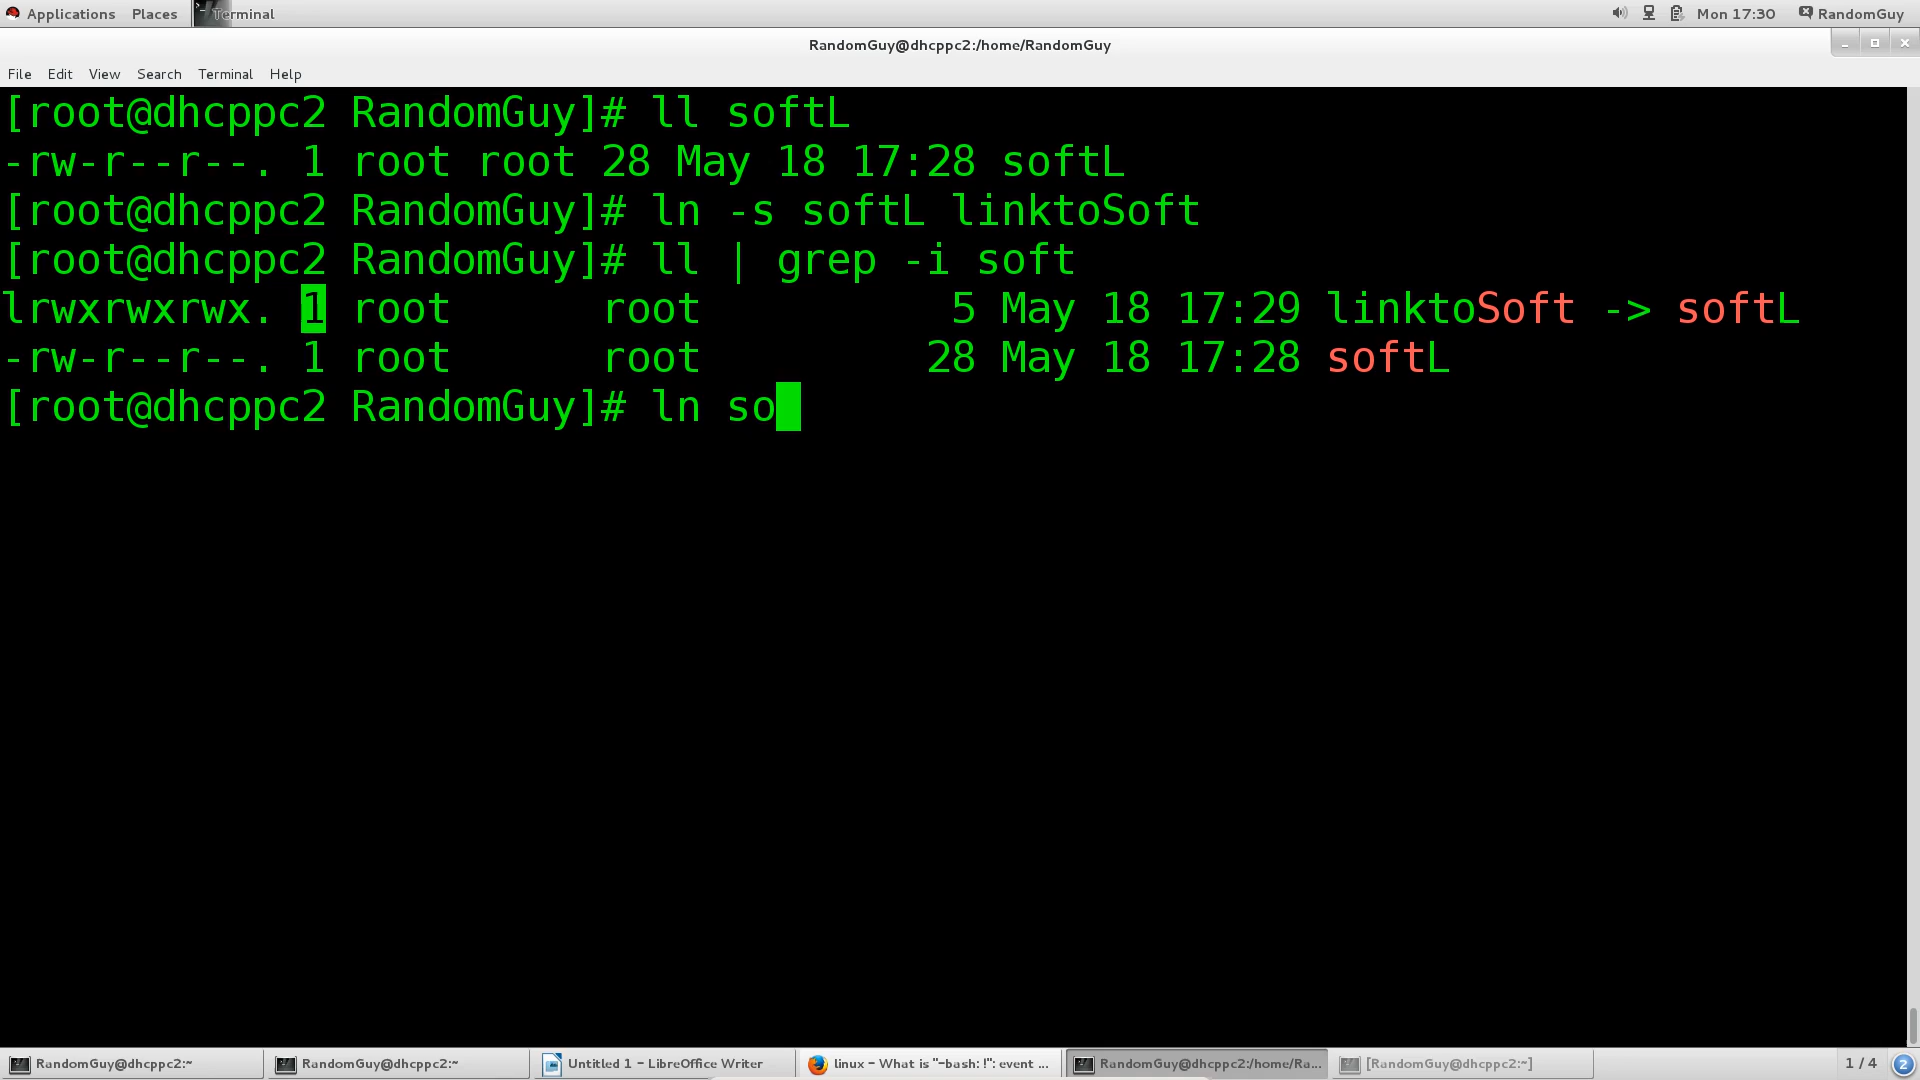 Applications Places Terminal Mon 17:30 RandomGuy
RandomGuy@dhcppc2:/home/RandomGuy
File Edit View Search Terminal Help
[root@dhcppc2 RandomGuy]# ll softL
-rw-r--r--. 1 root root 28 May 18 17:28 softL
[root@dhcppc2 RandomGuy]# ln -s softL linktoSoft
[root@dhcppc2 RandomGuy]# ll | grep -i soft
lrwxrwxrwx. 1 root      root          5 May 18 17:29 linktoSoft -> softL
-rw-r--r--. 1 root      root         28 May 18 17:28 softL
[root@dhcppc2 RandomGuy]# ln so
RandomGuy@dhcppc2:~ RandomGuy@dhcppc2:~ Untitled 1 - LibreOffice Writer linux - What is "-bash: !": event ... RandomGuy@dhcppc2:/home/Ra... [RandomGuy@dhcppc2:~] 1 / 4 2